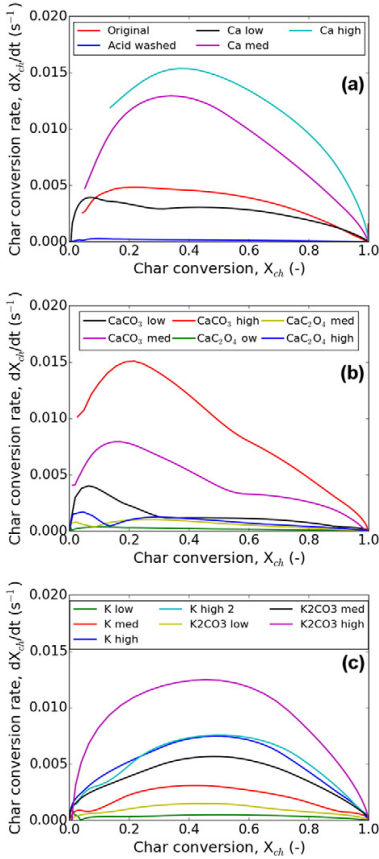 Original
Ca low
Ca high
Acid washed
Ca med
(a)
Char conversion rate, dX_ch/dt (s⁻¹)
0.015
0.010
0.005
0.000
0.0 0.2 0.4 0.6 0.8 1.0
Char conversion, X_ch (-)
CaCO₃ low
CaCO₃ high
CaC₂O₄ med
CaCO₃ med
CaC₂O₄ ow
CaC₂O₄ high
(b)
Char conversion rate, dX_ch/dt (s⁻¹)
0.020
0.015
0.010
0.005
0.000
0.0 0.2 0.4 0.6 0.8 1.0
Char conversion, X_ch (-)
K low
K high 2
K2CO3 med
K med
K2CO3 low
K2CO3 high
K high
(c)
Char conversion rate, dX_ch/dt (s⁻¹)
0.020
0.015
0.010
0.005
0.000
0.0 0.2 0.4 0.6 0.8 1.0
Char conversion, X_ch (-)